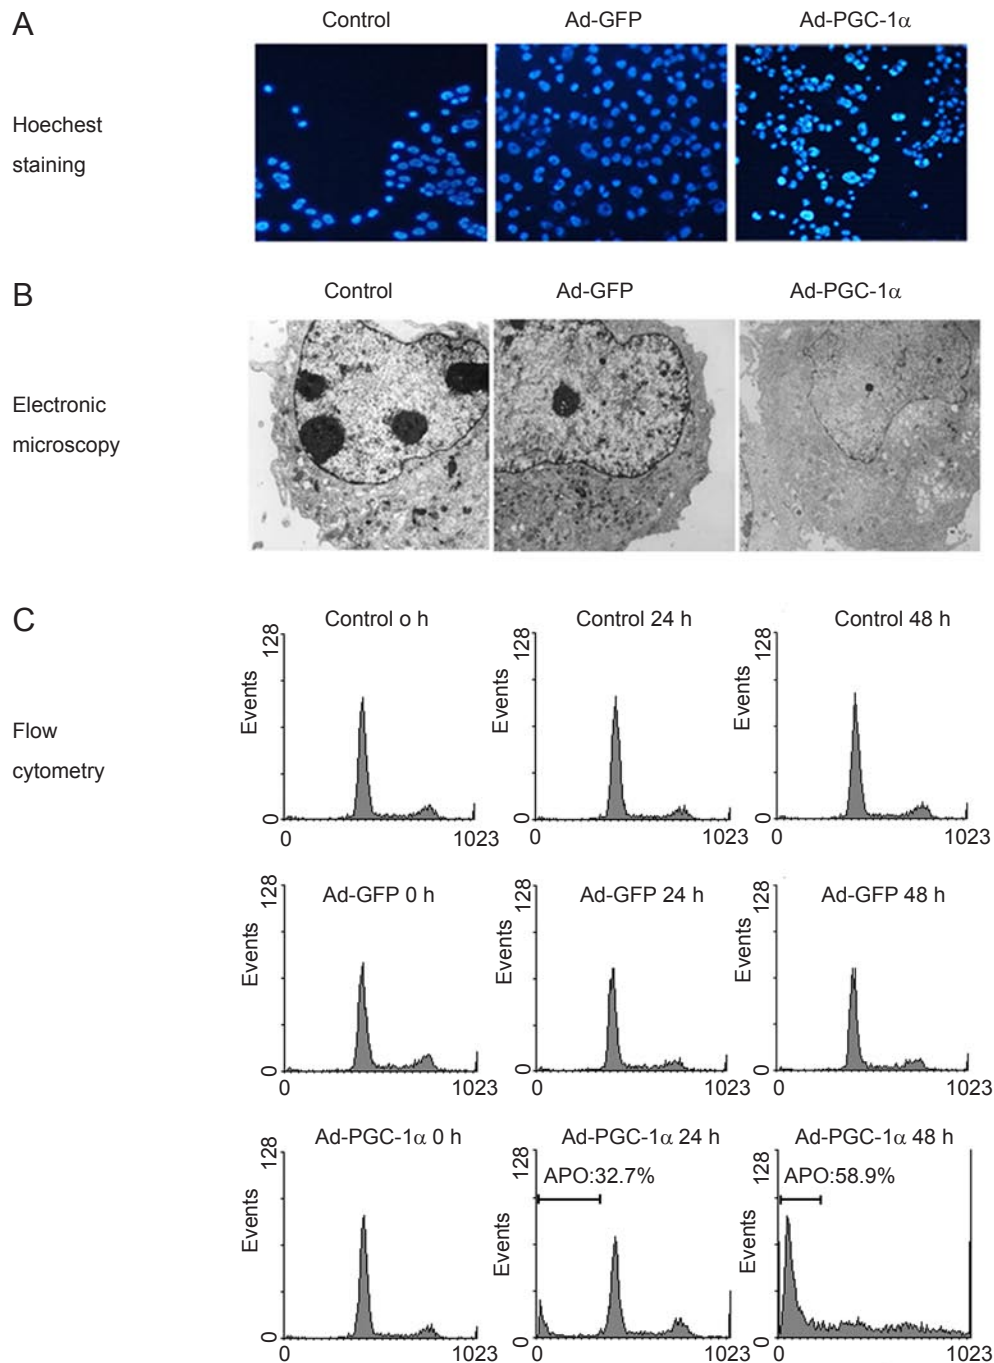 A
Control Ad-GFP Ad-PGC-1α
Hoechest
staining
B
Control Ad-GFP Ad-PGC-1α
Electronic
microscopy
C
Control o h Control 24 h Control 48 h
Flow
cytometry
128 128 128
Events Events Events
0 0 0
0 1023 0 1023 0 1023
Ad-GFP 0 h Ad-GFP 24 h Ad-GFP 48 h
128 128 128
Events Events Events
0 0 0
0 1023 0 1023 0 1023
Ad-PGC-1α 0 h Ad-PGC-1α 24 h Ad-PGC-1α 48 h
128 128 128
APO:32.7% APO:58.9%
Events Events Events
0 0 0
0 1023 0 1023 0 1023